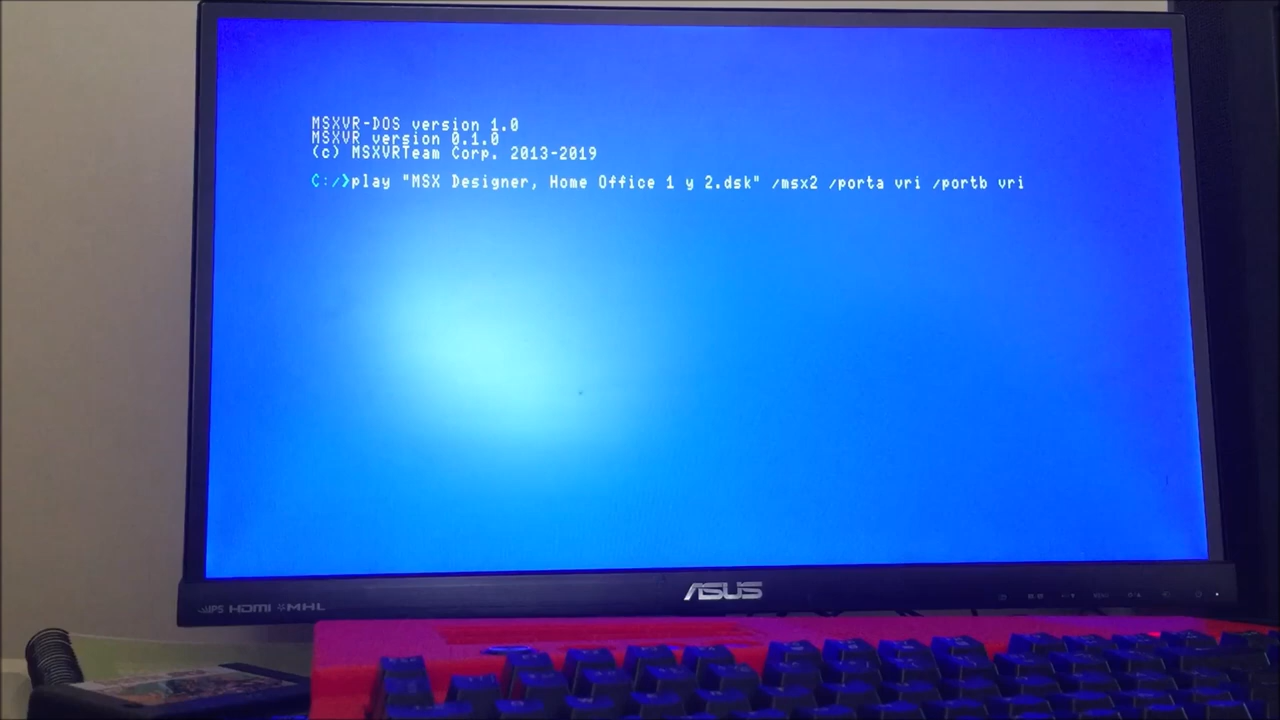 MSXVR-DOS version 1.0
MSXVR version 0.1.0
(c) MSXVRTeam Corp. 2013-2019
C:/>play "MSX Designer, Home Office 1 y 2.dsk" /msx2 /porta vri /portb vri
ASUS
IPS HDMI MHL